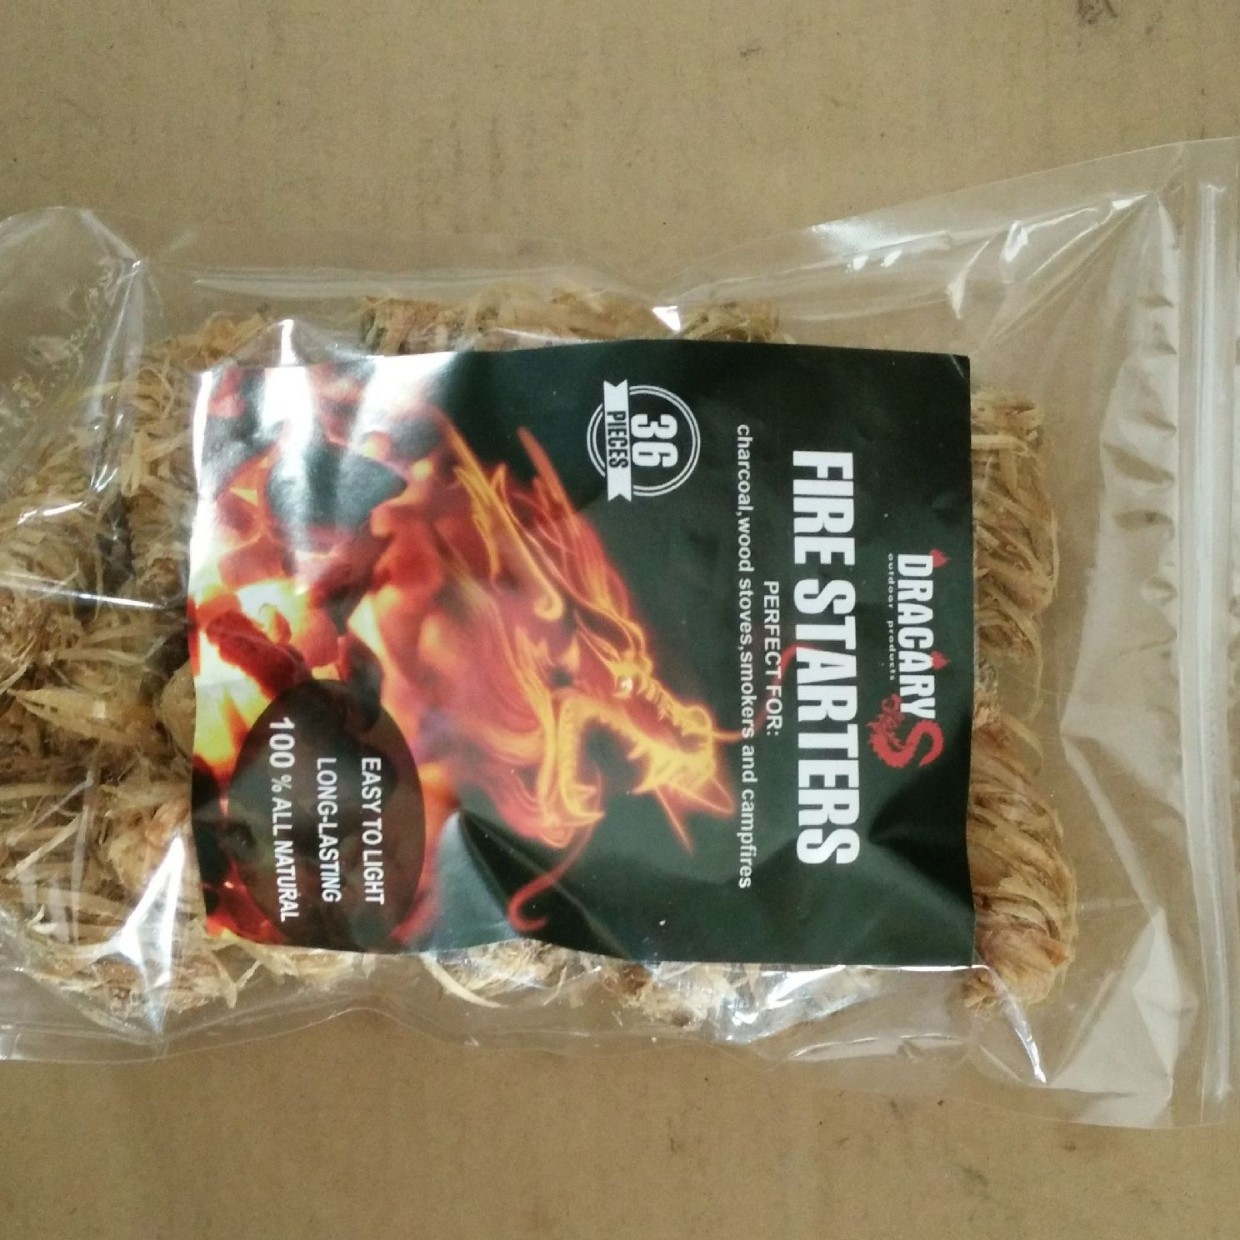 DRACARYS
outdoor products
FIRE STARTERS
PERFECT FOR:
charcoal,wood stoves,smokers and campfires
36
PIECES
EASY TO LIGHT
LONG-LASTING
100 % ALL NATURAL